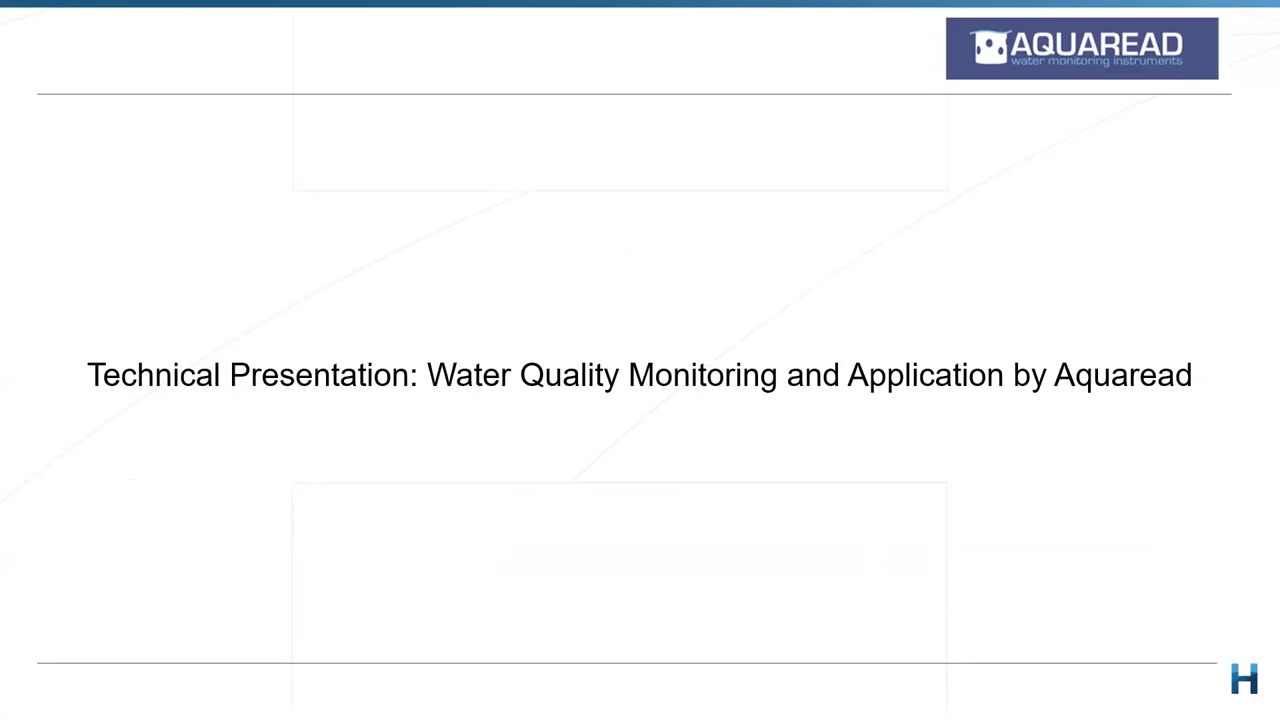 AQUAREAD
water monitoring instruments
Technical Presentation: Water Quality Monitoring and Application by Aquaread
H